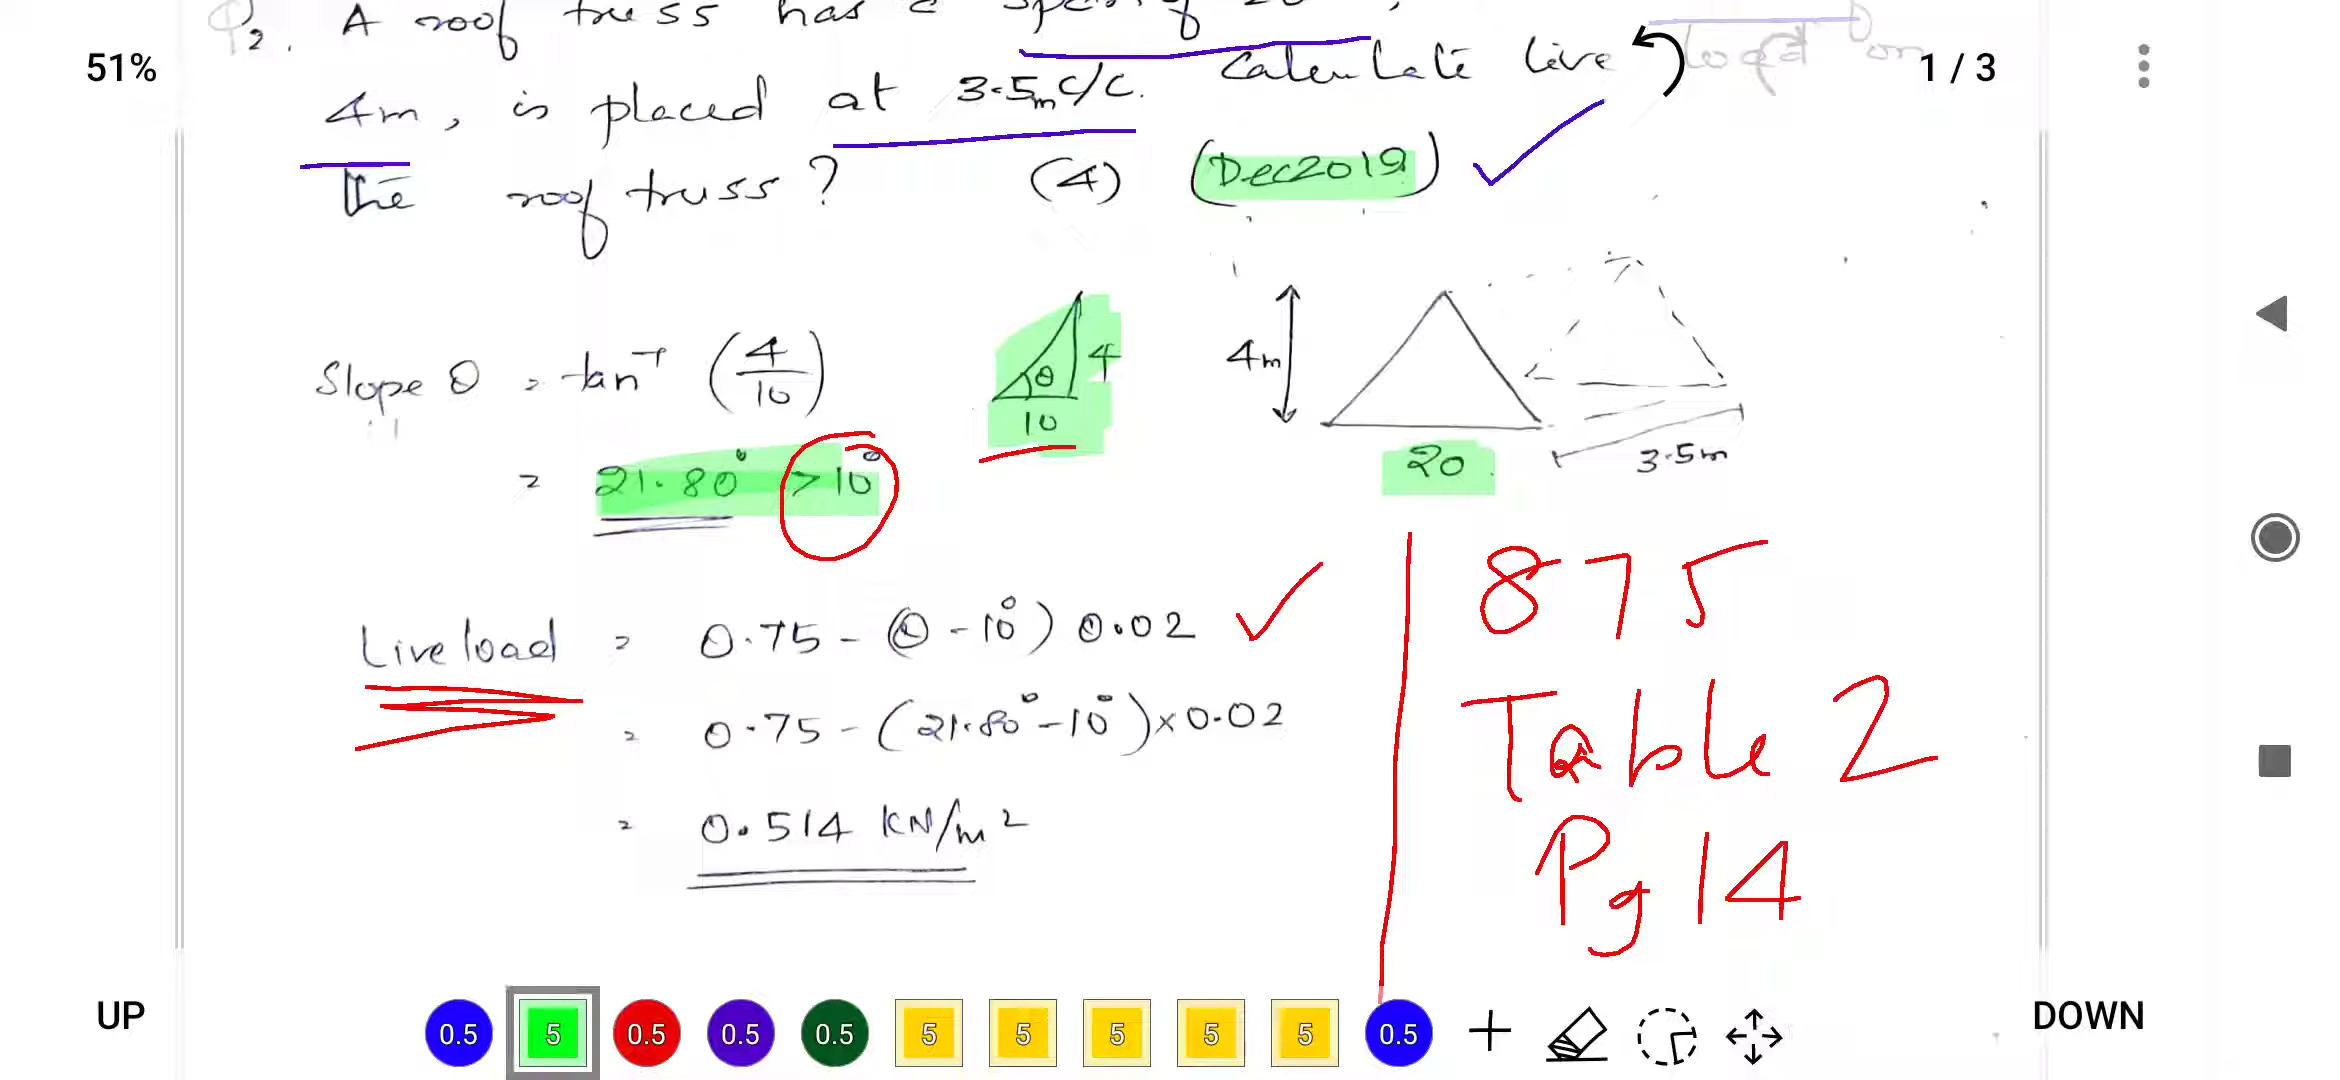 Q2. A roof truss has a span of 20
51%
4m, is placed at 3.5m c/c. Calculate live load on
1 / 3
the roof truss? (4) (Dec2019)
Slope θ = tan⁻¹ (4/10)
θ 4
10
4m
20
3.5m
= 21.80° > 10°
875
Live load = 0.75 - (θ - 10°) 0.02
Table 2
= 0.75 - (21.80° - 10°) × 0.02
= 0.514 KN/m²
Pg 14
UP
0.5 5 0.5 0.5 0.5 5 5 5 5 5 0.5
DOWN